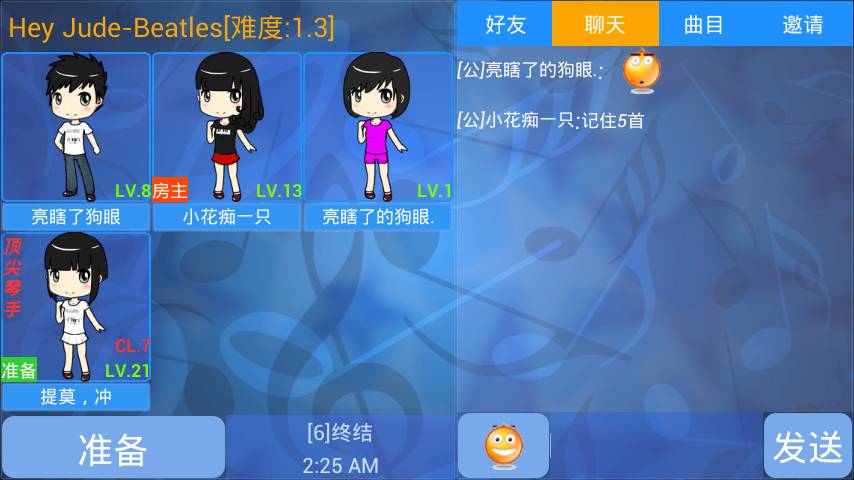 Hey Jude-Beatles[难度:1.3]
好友
聊天
曲目
邀请
LV.8
房主
LV.13
LV.1
亮瞎了狗眼
小花痴一只
亮瞎了的狗眼.
顶尖琴手
CL.7
准备
LV.21
提莫，冲
准备
[6]终结
2:25 AM
[公]亮瞎了的狗眼.:
[公]小花痴一只:记住5首
发送